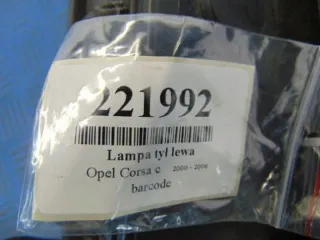 221992
Lampa tył lewa
Opel Corsa c 2000 - 2006
barcode